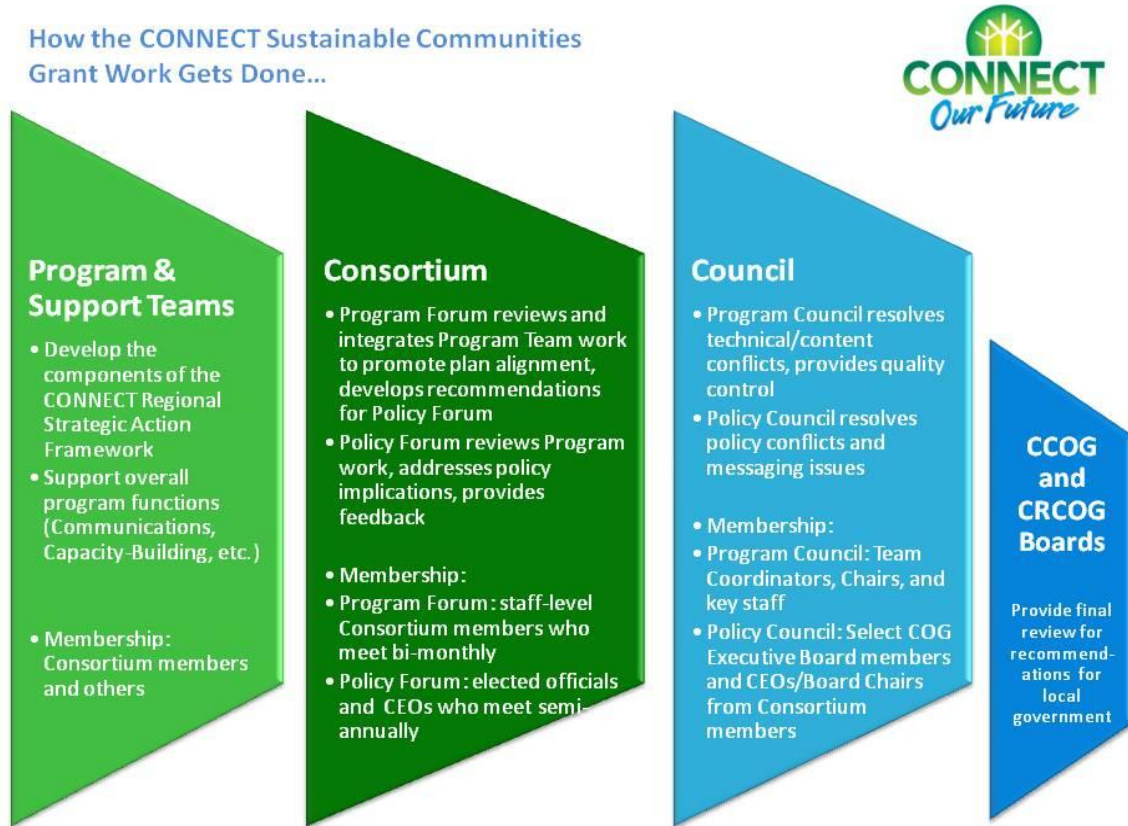 How the CONNECT Sustainable Communities
Grant Work Gets Done...
CONNECT
Our Future
Program &
Support Teams
• Develop the
components of the
CONNECT Regional
Strategic Action
Framework
• Support overall
program functions
(Communications,
Capacity-Building, etc.)
• Membership:
Consortium members
and others
Consortium
• Program Forum reviews and
integrates Program Team work
to promote plan alignment,
develops recommendations
for Policy Forum
• Policy Forum reviews Program
work, addresses policy
implications, provides
feedback
• Membership:
• Program Forum: staff-level
Consortium members who
meet bi-monthly
• Policy Forum: elected officials
and CEOs who meet semi-
annually
Council
• Program Council resolves
technical/content
conflicts, provides quality
control
• Policy Council resolves
policy conflicts and
messaging issues
• Membership:
• Program Council: Team
Coordinators, Chairs, and
key staff
• Policy Council: Select COG
Executive Board members
and CEOs/Board Chairs
from Consortium
members
CCOG
and
CRCOG
Boards
Provide final
review for
recommend-
ations for
local
government